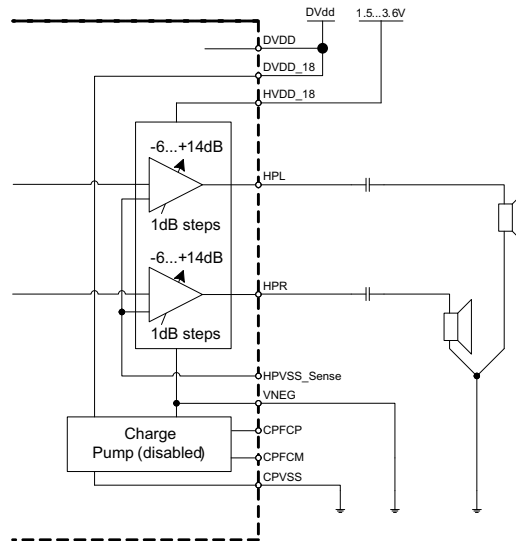 DVdd
1.5...3.6V
DVDD
DVDD_18
HVDD_18
-6...+14dB
HPL
1dB steps
-6...+14dB
HPR
1dB steps
HPVSS_Sense
VNEG
Charge
Pump (disabled)
CPFCP
CPFCM
CPVSS